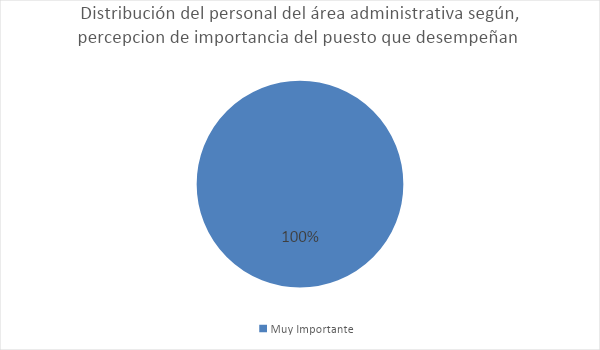 Distribución del personal del área administrativa según,
percepcion de importancia del puesto que desempeñan
100%
Muy Importante